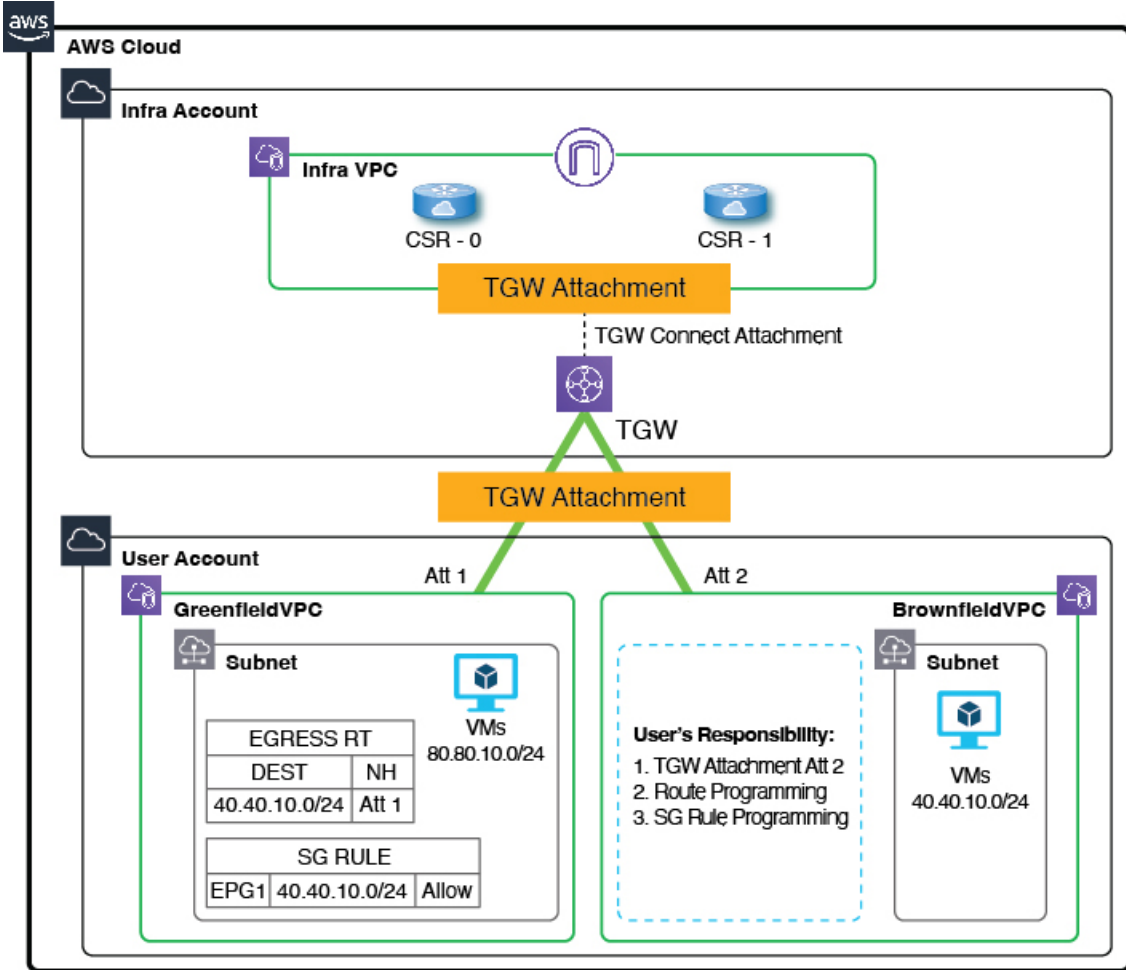 aws
AWS Cloud
Infra Account
Infra VPC
CSR - 0
CSR - 1
TGW Attachment
TGW Connect Attachment
TGW
TGW Attachment
User Account
Att 1
Att 2
GreenfieldVPC
Subnet
VMs
80.80.10.0/24
EGRESS RT
DEST NH
40.40.10.0/24 Att 1
SG RULE
EPG1 40.40.10.0/24 Allow
BrownfieldVPC
User's Responsibility:
1. TGW Attachment Att 2
2. Route Programming
3. SG Rule Programming
Subnet
VMs
40.40.10.0/24